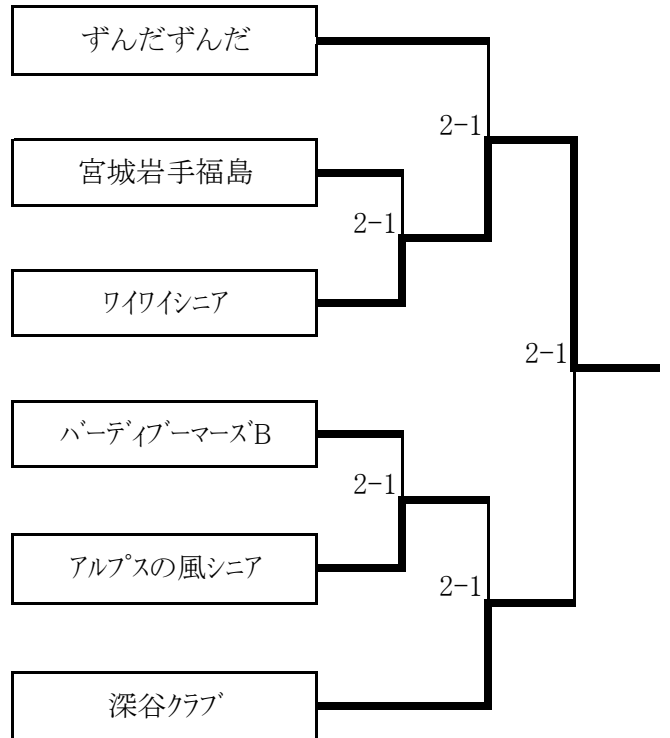 ずんだずんだ
2-1
宮城岩手福島
2-1
ワイワイシニア
2-1
バーディブーマーズB
2-1
アルプスの風シニア
2-1
深谷クラブ